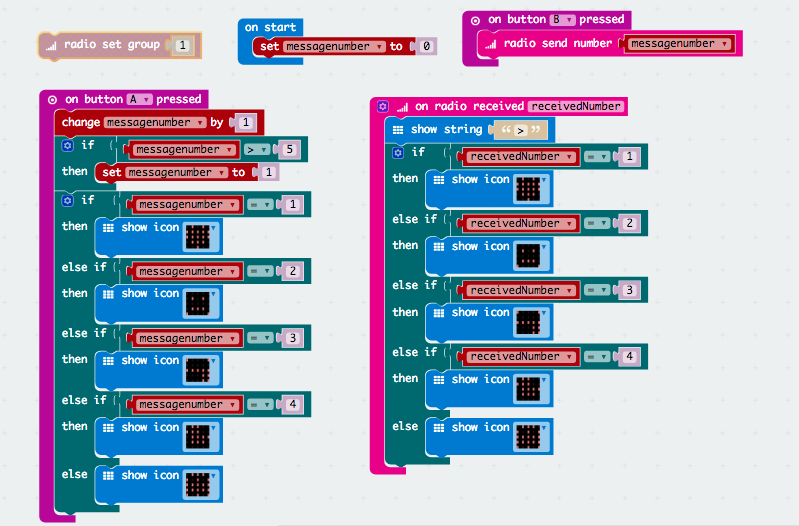 radio set group 1
on start
set messagenumber to 0
on button B pressed
radio send number messagenumber
on button A pressed
change messagenumber by 1
if messagenumber > 5
then set messagenumber to 1
if messagenumber = 1
then show icon
else if messagenumber = 2
then show icon
else if messagenumber = 3
then show icon
else if messagenumber = 4
then show icon
else show icon
on radio received receivedNumber
show string “ > ”
if receivedNumber = 1
then show icon
else if receivedNumber = 2
then show icon
else if receivedNumber = 3
then show icon
else if receivedNumber = 4
then show icon
else show icon